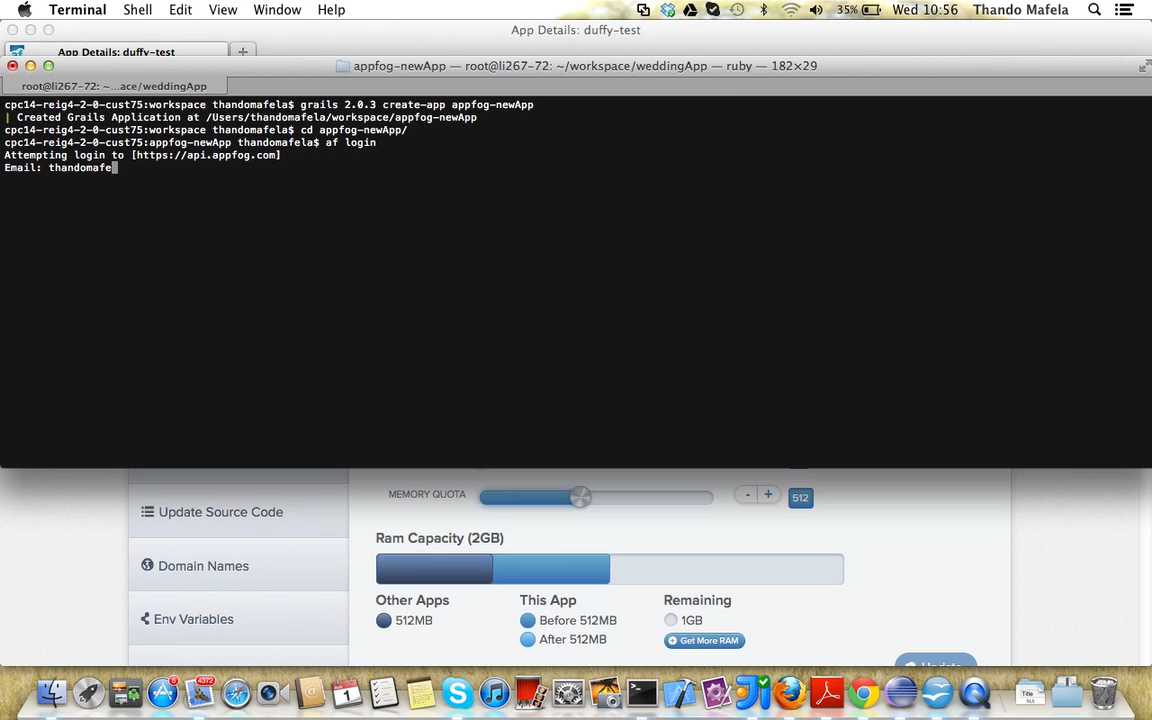 Terminal Shell Edit View Window Help 35% Wed 10:56 Thando Mafela
App Details: duffy-test
App Details: duffy-test
appfog-newApp — root@li267-72: ~/workspace/weddingApp — ruby — 182×29
root@li267-72: ~...ace/weddingApp
cpc14-reig4-2-0-cust75:workspace thandomafela$ grails 2.0.3 create-app appfog-newApp
| Created Grails Application at /Users/thandomafela/workspace/appfog-newApp
cpc14-reig4-2-0-cust75:workspace thandomafela$ cd appfog-newApp/
cpc14-reig4-2-0-cust75:appfog-newApp thandomafela$ af login
Attempting login to [https://api.appfog.com]
Email: thandomafe
MEMORY QUOTA - + 512
Update Source Code
Ram Capacity (2GB)
Domain Names
Other Apps This App Remaining
Env Variables
512MB Before 512MB 1GB
After 512MB Get More RAM
Update
5
4372
1
Title
XLS